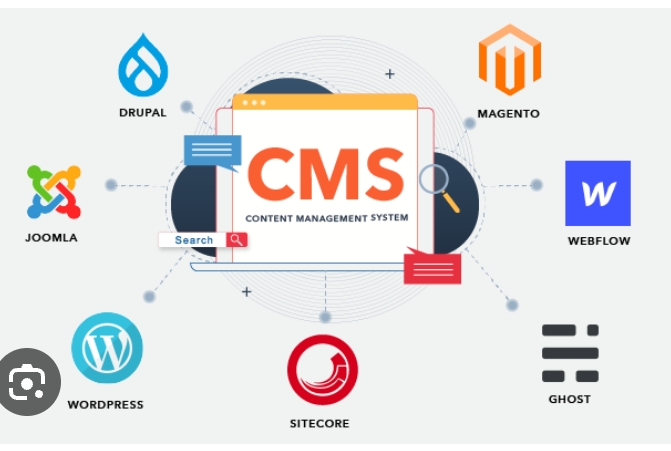 DRUPAL
MAGENTO
CMS
CONTENT MANAGEMENT SYSTEM
JOOMLA
Search
WEBFLOW
W
WORDPRESS
SITECORE
GHOST